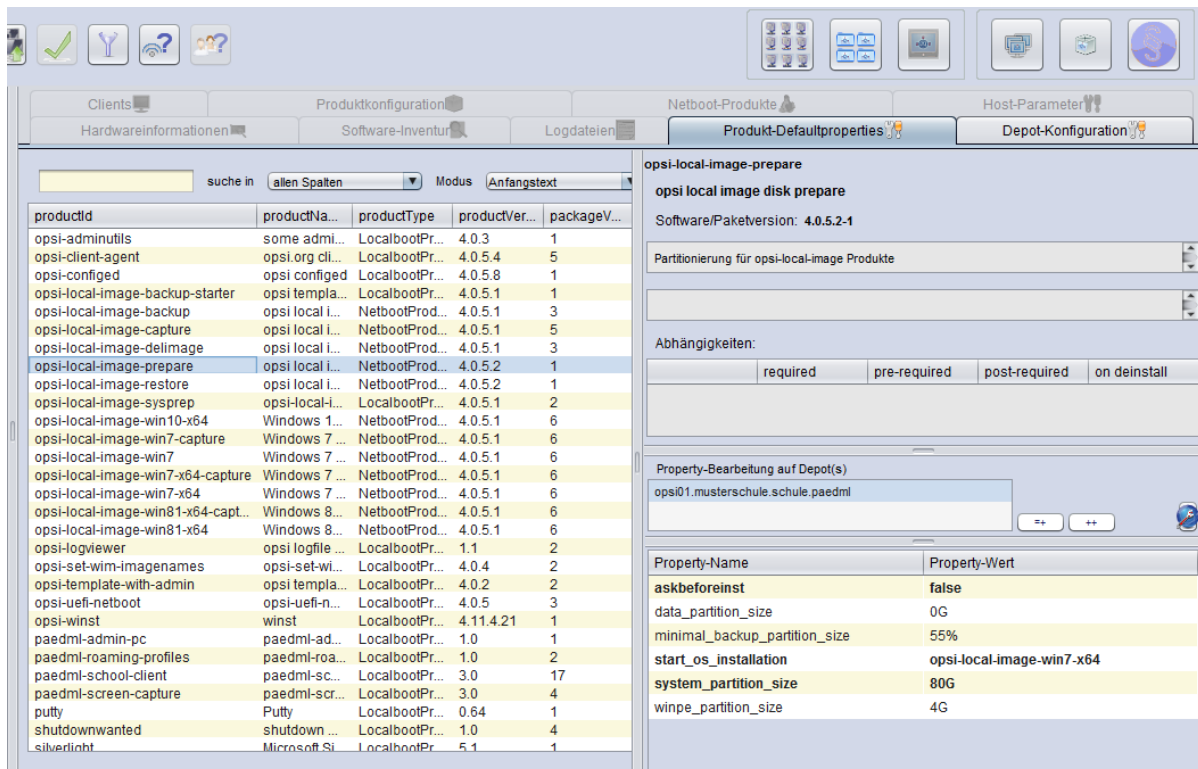 Clients Produktkonfiguration Netboot-Produkte Host-Parameter
Hardwareinformationen Software-Inventur Logdateien Produkt-Defaultproperties Depot-Konfiguration
suche in allen Spalten Modus Anfangstext
productId productNa... productType productVer... packageV...
opsi-adminutils some admi... LocalbootPr... 4.0.3 1
opsi-client-agent opsi.org cli... LocalbootPr... 4.0.5.4 5
opsi-configed opsi configed LocalbootPr... 4.0.5.8 1
opsi-local-image-backup-starter opsi templa... LocalbootPr... 4.0.5.1 1
opsi-local-image-backup opsi local i... NetbootProd... 4.0.5.1 3
opsi-local-image-capture opsi local i... NetbootProd... 4.0.5.1 5
opsi-local-image-delimage opsi local i... NetbootProd... 4.0.5.1 3
opsi-local-image-prepare opsi local i... NetbootProd... 4.0.5.2 1
opsi-local-image-restore opsi local i... NetbootProd... 4.0.5.2 1
opsi-local-image-sysprep opsi-local-i... LocalbootPr... 4.0.5.1 2
opsi-local-image-win10-x64 Windows 1... NetbootProd... 4.0.5.1 6
opsi-local-image-win7-capture Windows 7 ... NetbootProd... 4.0.5.1 6
opsi-local-image-win7 Windows 7 ... NetbootProd... 4.0.5.1 6
opsi-local-image-win7-x64-capture Windows 7 ... NetbootProd... 4.0.5.1 6
opsi-local-image-win7-x64 Windows 7 ... NetbootProd... 4.0.5.1 6
opsi-local-image-win81-x64-capt... Windows 8... NetbootProd... 4.0.5.1 6
opsi-local-image-win81-x64 Windows 8... NetbootProd... 4.0.5.1 6
opsi-logviewer opsi logfile ... LocalbootPr... 1.1 2
opsi-set-wim-imagenames opsi-set-wi... LocalbootPr... 4.0.4 2
opsi-template-with-admin opsi templa... LocalbootPr... 4.0.2 2
opsi-uefi-netboot opsi-uefi-n... LocalbootPr... 4.0.5 3
opsi-winst winst LocalbootPr... 4.11.4.21 1
paedml-admin-pc paedml-ad... LocalbootPr... 1.0 1
paedml-roaming-profiles paedml-roa... LocalbootPr... 1.0 2
paedml-school-client paedml-sc... LocalbootPr... 3.0 17
paedml-screen-capture paedml-scr... LocalbootPr... 3.0 4
putty Putty LocalbootPr... 0.64 1
shutdownwanted shutdown ... LocalbootPr... 1.0 4
silverlight Microsoft Si... LocalbootPr... 5.1 1
opsi-local-image-prepare
opsi local image disk prepare
Software/Paketversion: 4.0.5.2-1
Partitionierung für opsi-local-image Produkte
Abhängigkeiten:
required pre-required post-required on deinstall
Property-Bearbeitung auf Depot(s)
opsi01.musterschule.schule.paedml
=+ ++
Property-Name Property-Wert
askbeforeinst false
data_partition_size 0G
minimal_backup_partition_size 55%
start_os_installation opsi-local-image-win7-x64
system_partition_size 80G
winpe_partition_size 4G